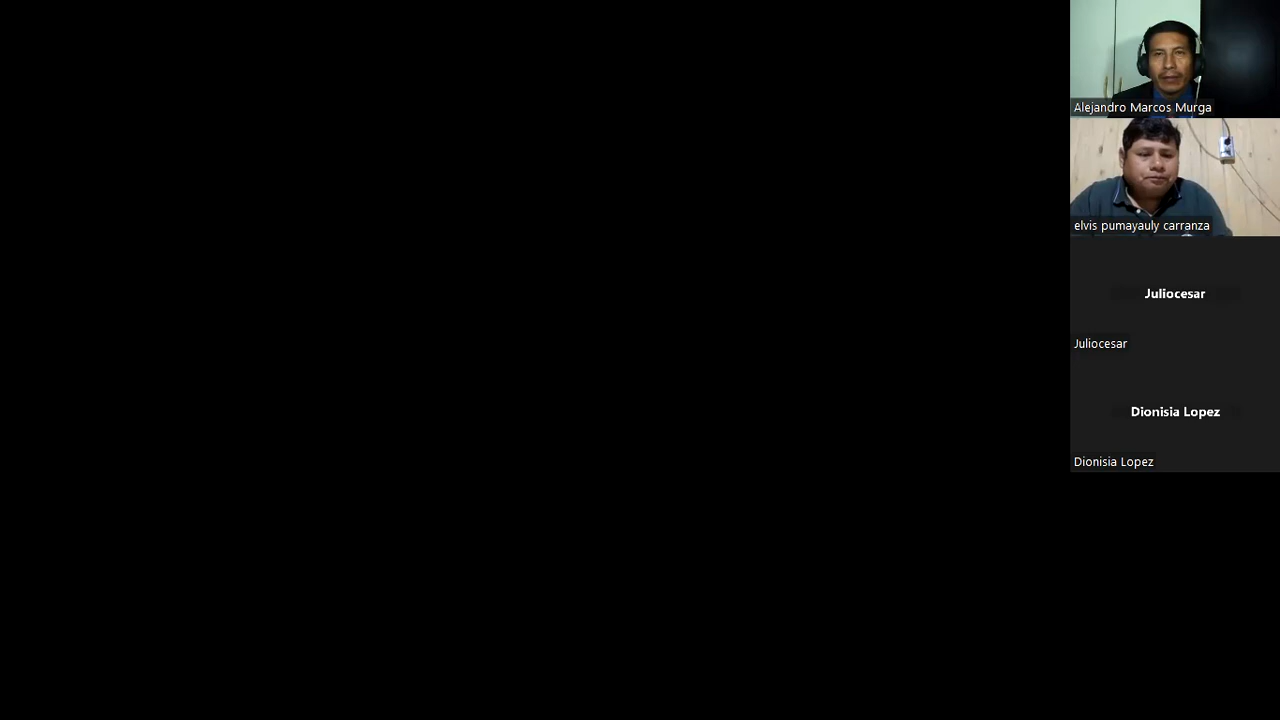 Alejandro Marcos Murga
elvis pumayauly carranza
Juliocesar
Juliocesar
Dionisia Lopez
Dionisia Lopez